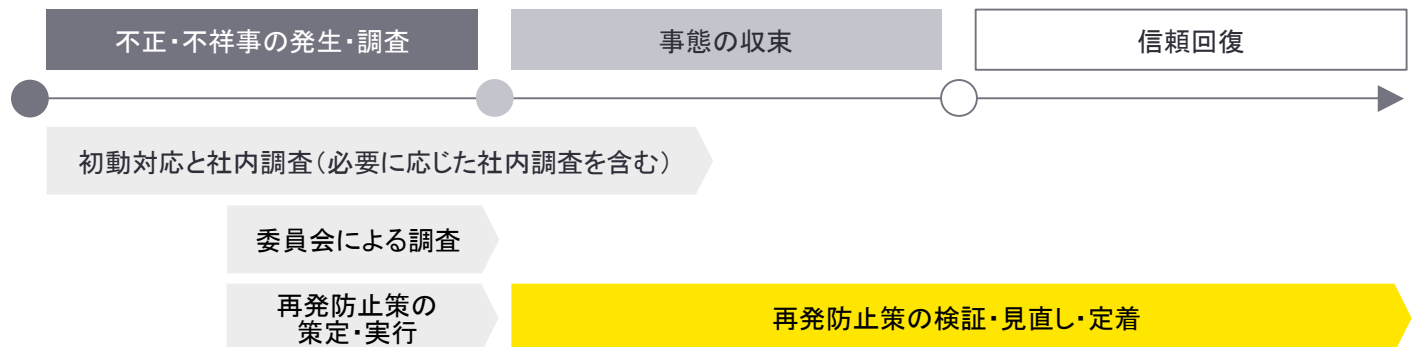 不正・不祥事の発生・調査
事態の収束
信頼回復
初動対応と社内調査（必要に応じた社内調査を含む）
委員会による調査
再発防止策の
策定・実行
再発防止策の検証・見直し・定着